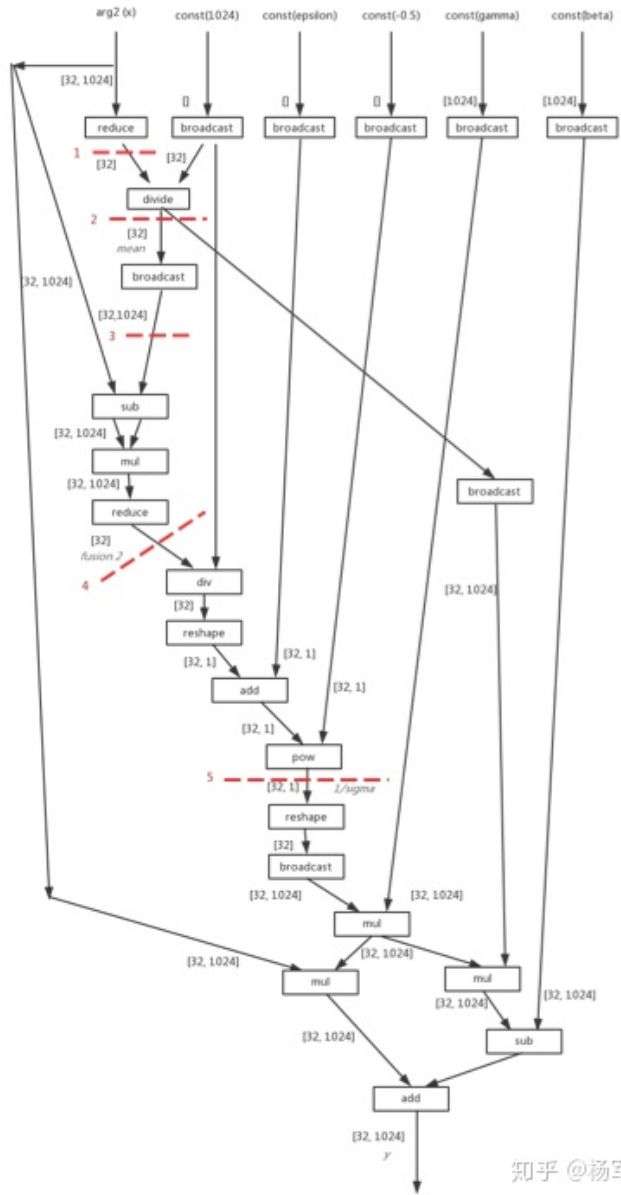 arg2 (x) const(1024) const(epsilon) const(-0.5) const(gamma) const(beta)
[32, 1024]
[] [] [] [1024] [1024]
reduce broadcast broadcast broadcast broadcast broadcast
1
[32] [32]
divide
2
[32]
mean
broadcast
[32, 1024]
[32,1024]
3
sub
[32, 1024]
mul
[32, 1024]
broadcast
reduce
[32]
fusion 2
4
div
[32, 1024]
[32]
reshape
[32, 1] [32, 1]
add
[32, 1]
[32, 1]
pow
5
[32, 1] 1/sigma
reshape
[32]
broadcast
[32, 1024] [32, 1024]
mul
[32, 1024] [32, 1024]
mul mul
[32, 1024] [32, 1024]
[32, 1024] sub
add
[32, 1024]
y
知乎 @杨军